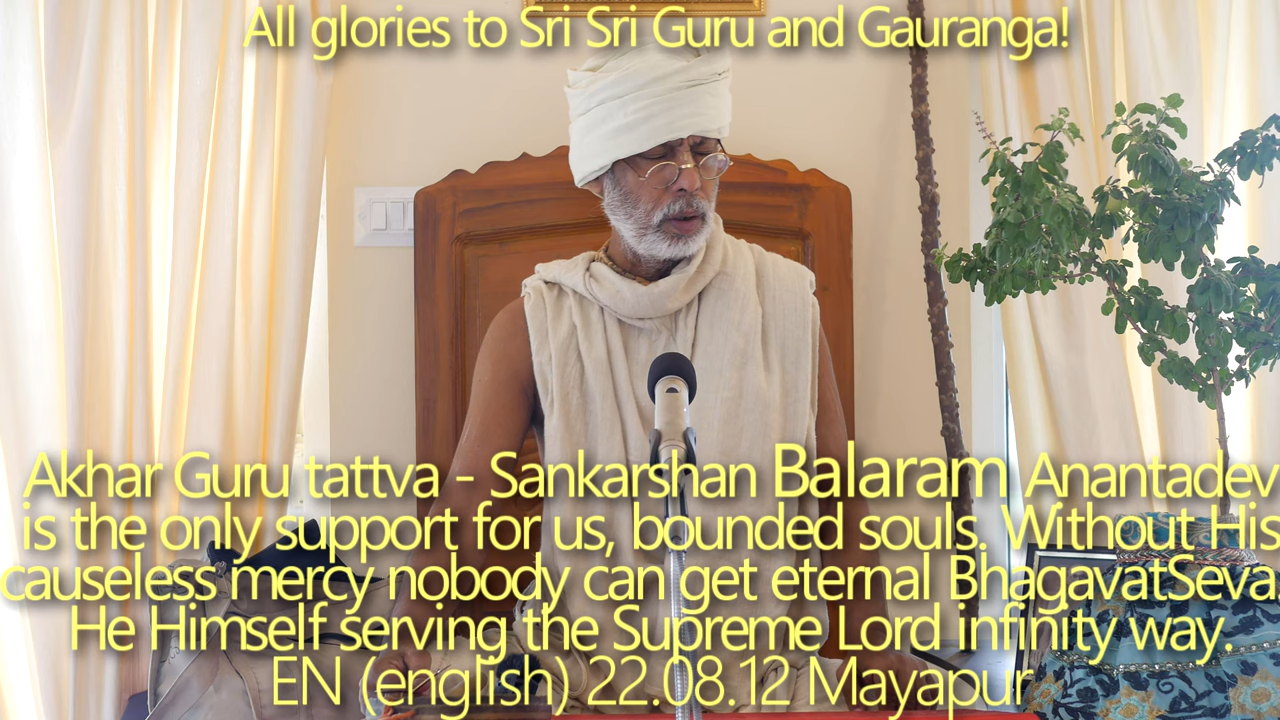 All glories to Sri Sri Guru and Gauranga!
Akhar Guru tattva - Sankarshan Balaram Anantadev
is the only support for us, bounded souls. Without His
causeless mercy nobody can get eternal BhagavatSeva.
He Himself serving the Supreme Lord infinity way.
EN (english) 22.08.12 Mayapur